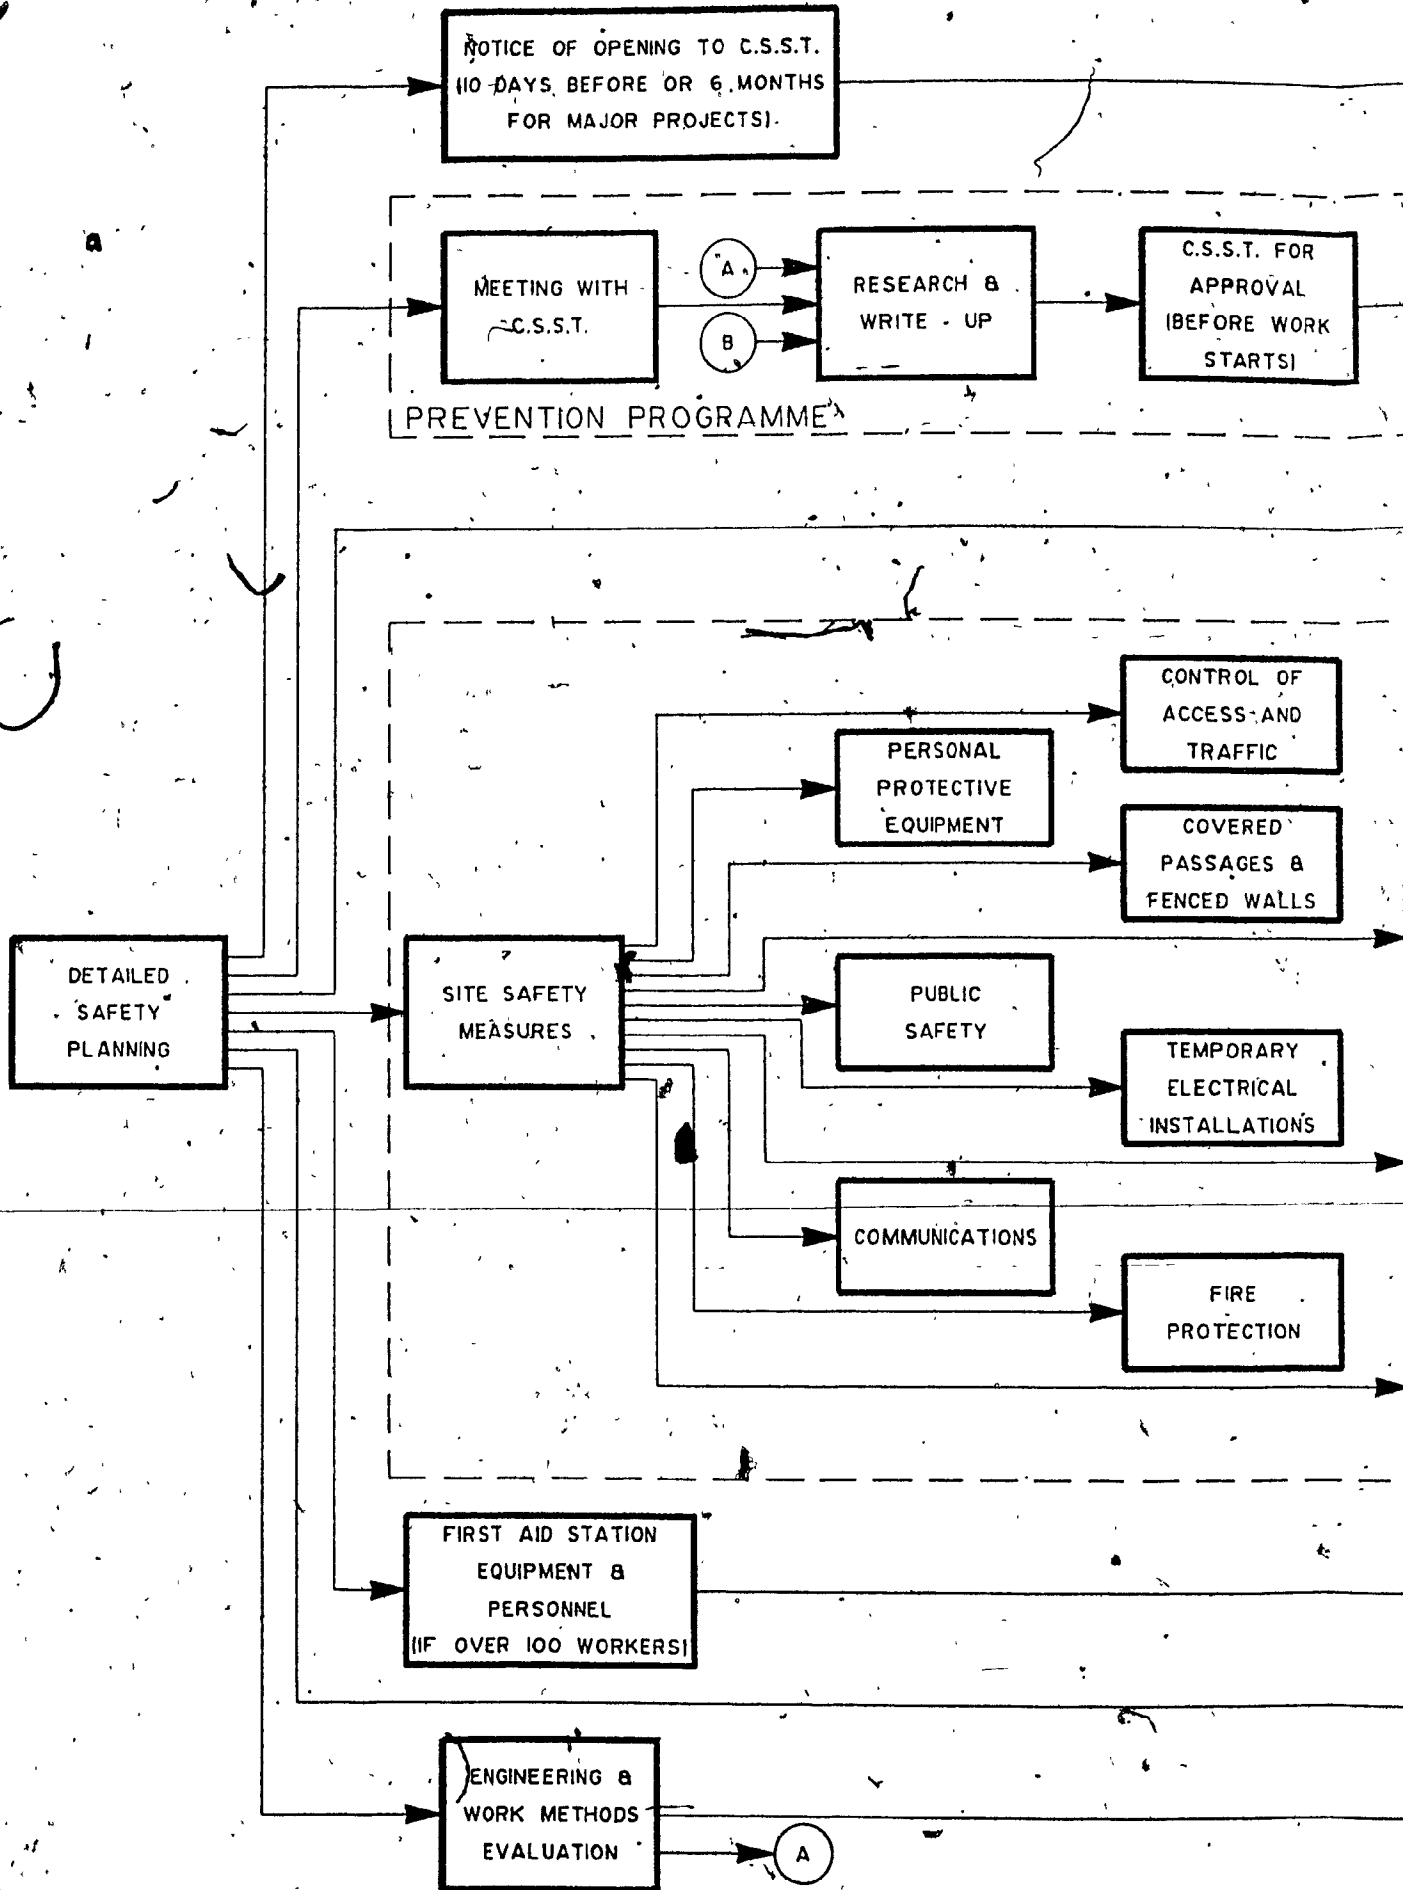 NOTICE OF OPENING TO C.S.S.T.
(10 DAYS BEFORE OR 6 MONTHS
FOR MAJOR PROJECTS)
MEETING WITH
C.S.S.T.
A
B
RESEARCH &
WRITE - UP
C.S.S.T. FOR
APPROVAL
(BEFORE WORK
STARTS)
PREVENTION PROGRAMME
CONTROL OF
ACCESS AND
TRAFFIC
PERSONAL
PROTECTIVE
EQUIPMENT
COVERED
PASSAGES &
FENCED WALLS
DETAILED
SAFETY
PLANNING
SITE SAFETY
MEASURES
PUBLIC
SAFETY
TEMPORARY
ELECTRICAL
INSTALLATIONS
COMMUNICATIONS
FIRE
PROTECTION
FIRST AID STATION
EQUIPMENT &
PERSONNEL
(IF OVER 100 WORKERS)
ENGINEERING &
WORK METHODS
EVALUATION
A